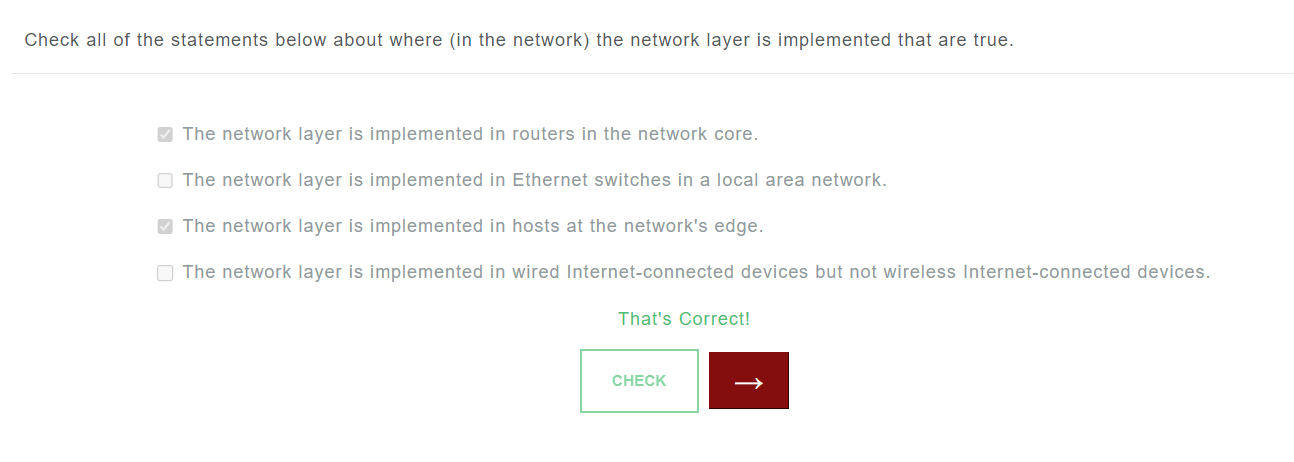 Check all of the statements below about where (in the network) the network layer is implemented that are true.
The network layer is implemented in routers in the network core.
The network layer is implemented in Ethernet switches in a local area network.
The network layer is implemented in hosts at the network's edge.
The network layer is implemented in wired Internet-connected devices but not wireless Internet-connected devices.
That's Correct!
CHECK
→